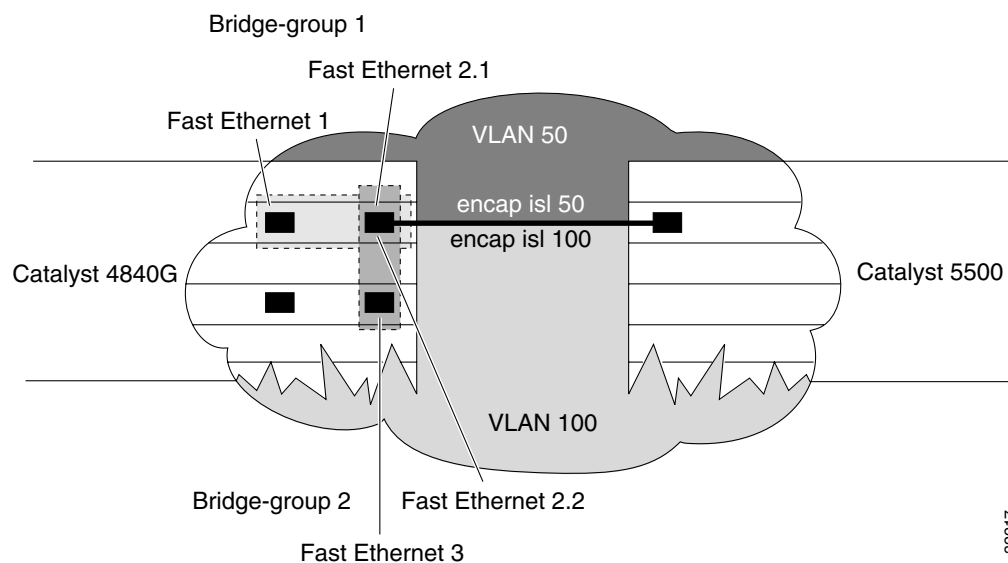 Bridge-group 1
Fast Ethernet 2.1
Fast Ethernet 1
VLAN 50
encap isl 50
encap isl 100
Catalyst 4840G
Catalyst 5500
VLAN 100
Bridge-group 2
Fast Ethernet 2.2
Fast Ethernet 3